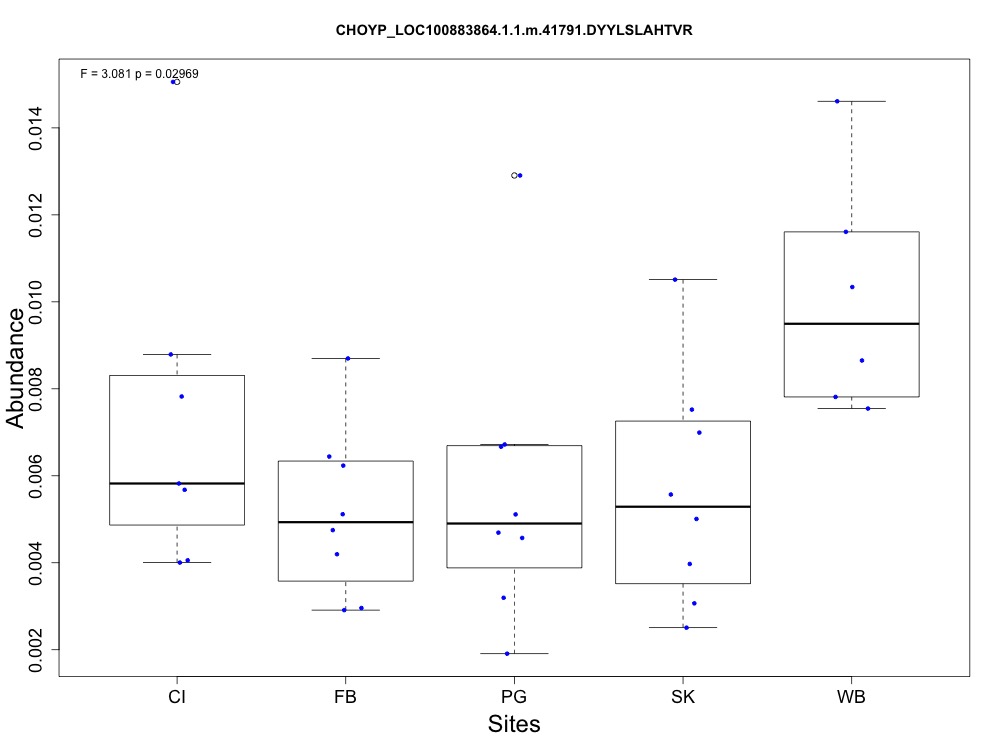 CHOYP_LOC100883864.1.1.m.41791.DYYLSLAHTVR
F = 3.081 p = 0.02969
Abundance
0.014
0.012
0.010
0.008
0.006
0.004
0.002
CI FB PG SK WB
Sites